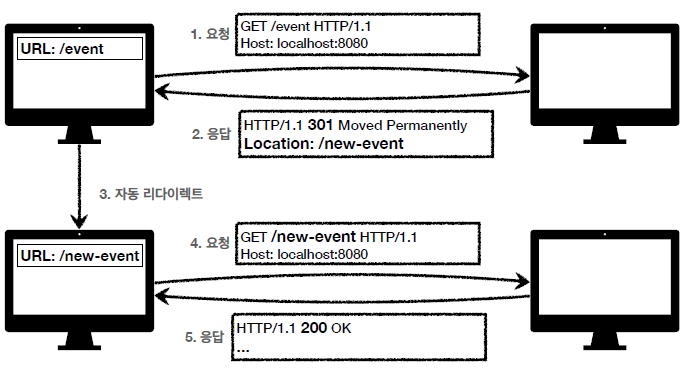 URL: /event
1. 요청
GET /event HTTP/1.1
Host: localhost:8080
2. 응답
HTTP/1.1 301 Moved Permanently
Location: /new-event
3. 자동 리다이렉트
URL: /new-event
4. 요청
GET /new-event HTTP/1.1
Host: localhost:8080
5. 응답
HTTP/1.1 200 OK
...